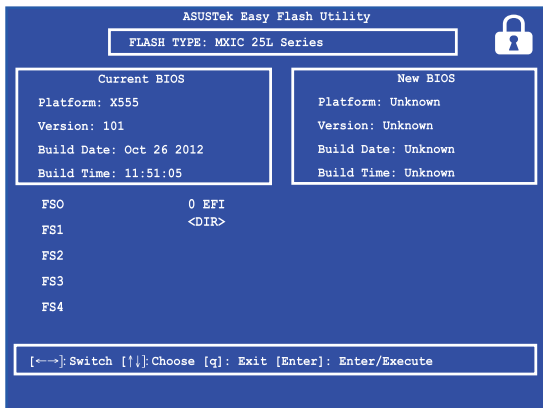 ASUSTek Easy Flash Utility
FLASH TYPE: MXIC 25L Series
Current BIOS
Platform: X555
Version: 101
Build Date: Oct 26 2012
Build Time: 11:51:05
New BIOS
Platform: Unknown
Version: Unknown
Build Date: Unknown
Build Time: Unknown
FSO
FS1
FS2
FS3
FS4
0 EFI
<DIR>
[←→]: Switch [↑↓]: Choose [q]: Exit [Enter]: Enter/Execute